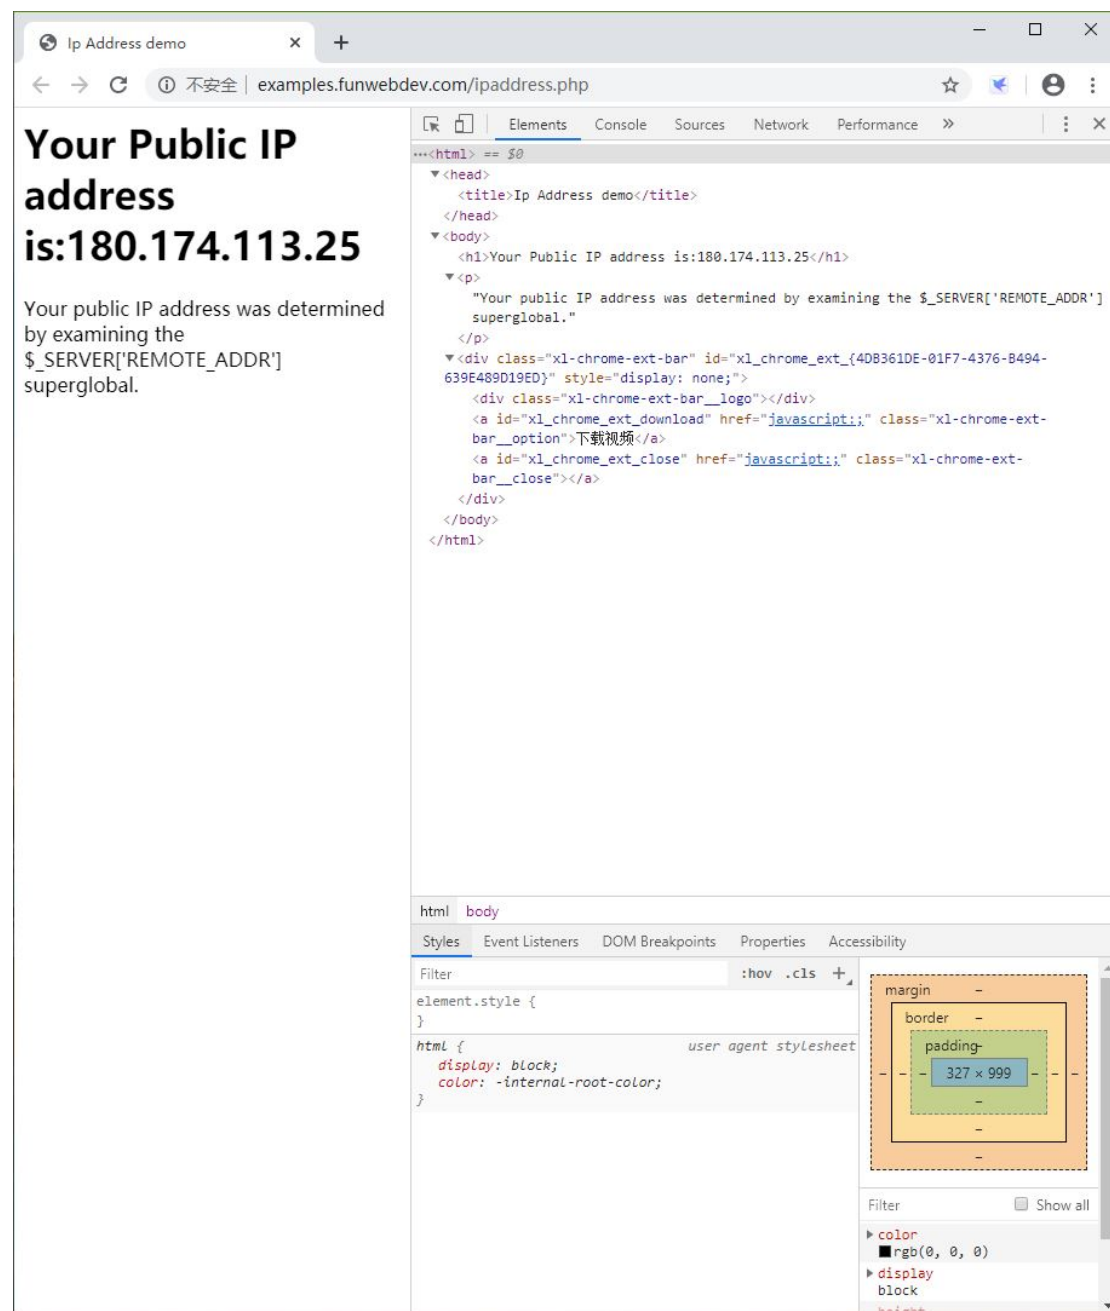 Ip Address demo
不安全 | examples.funwebdev.com/ipaddress.php
Your Public IP
address
is:180.174.113.25
Your public IP address was determined
by examining the
$_SERVER['REMOTE_ADDR']
superglobal.
Elements Console Sources Network Performance »
···<html> == $0
▼<head>
<title>Ip Address demo</title>
</head>
▼<body>
<h1>Your Public IP address is:180.174.113.25</h1>
▼<p>
"Your public IP address was determined by examining the $_SERVER['REMOTE_ADDR']
superglobal."
</p>
▼<div class="xl-chrome-ext-bar" id="xl_chrome_ext_{4DB361DE-01F7-4376-B494-
639E489D19ED}" style="display: none;">
<div class="xl-chrome-ext-bar__logo"></div>
<a id="xl_chrome_ext_download" href="javascript:;" class="xl-chrome-ext-
bar__option">下载视频</a>
<a id="xl_chrome_ext_close" href="javascript:;" class="xl-chrome-ext-
bar__close"></a>
</div>
</body>
</html>
html body
Styles Event Listeners DOM Breakpoints Properties Accessibility
Filter :hov .cls +
element.style {
}
html { user agent stylesheet
display: block;
color: -internal-root-color;
}
margin –
border –
padding –
– – – 327 × 999 – – –
–
–
–
Filter Show all
color
rgb(0, 0, 0)
display
block
height